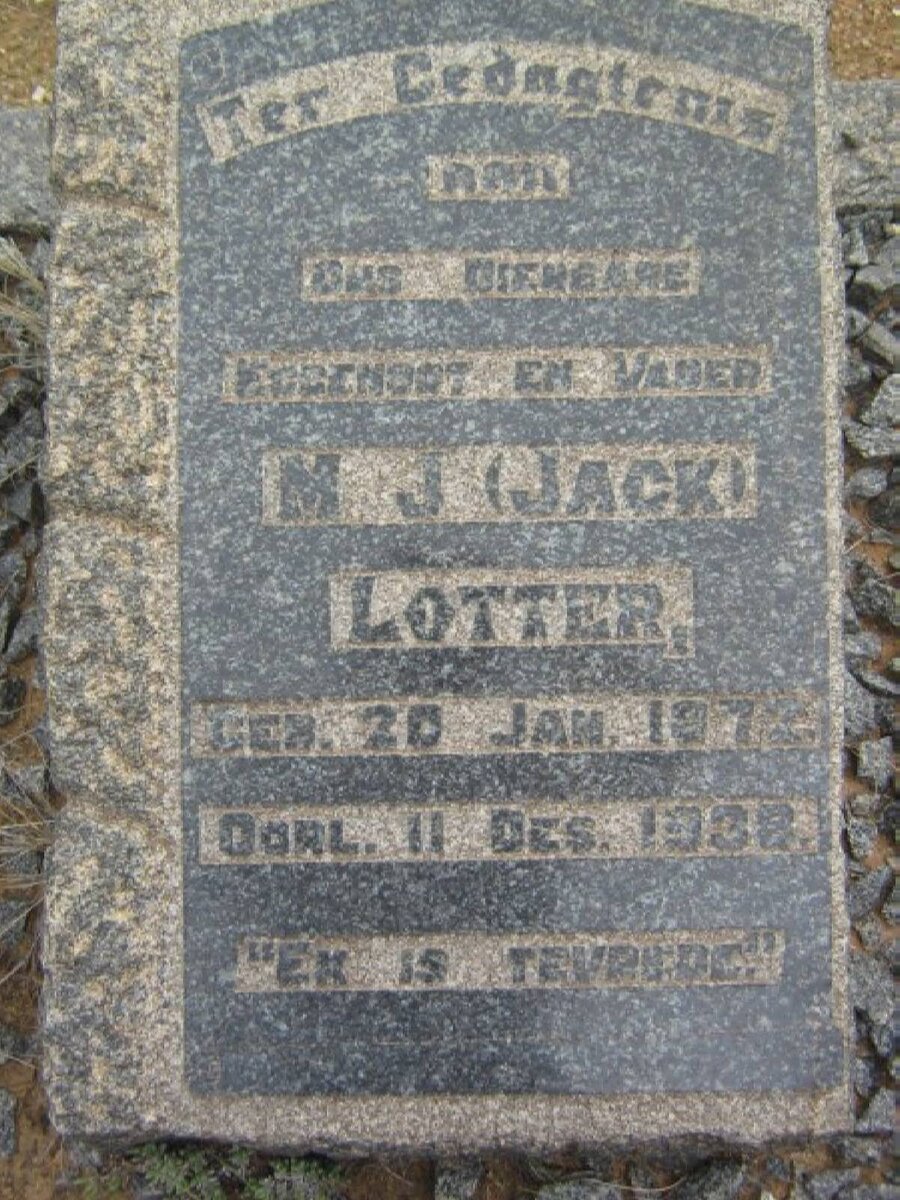 Ter Gedagtenis
aan
Ons Dierbare
Eggenoot en Vader
M J (Jack)
Lotter.
Geb. 20 Jan. 1872.
Oorl. 11 Des. 1938.
"Ek is tevrede."